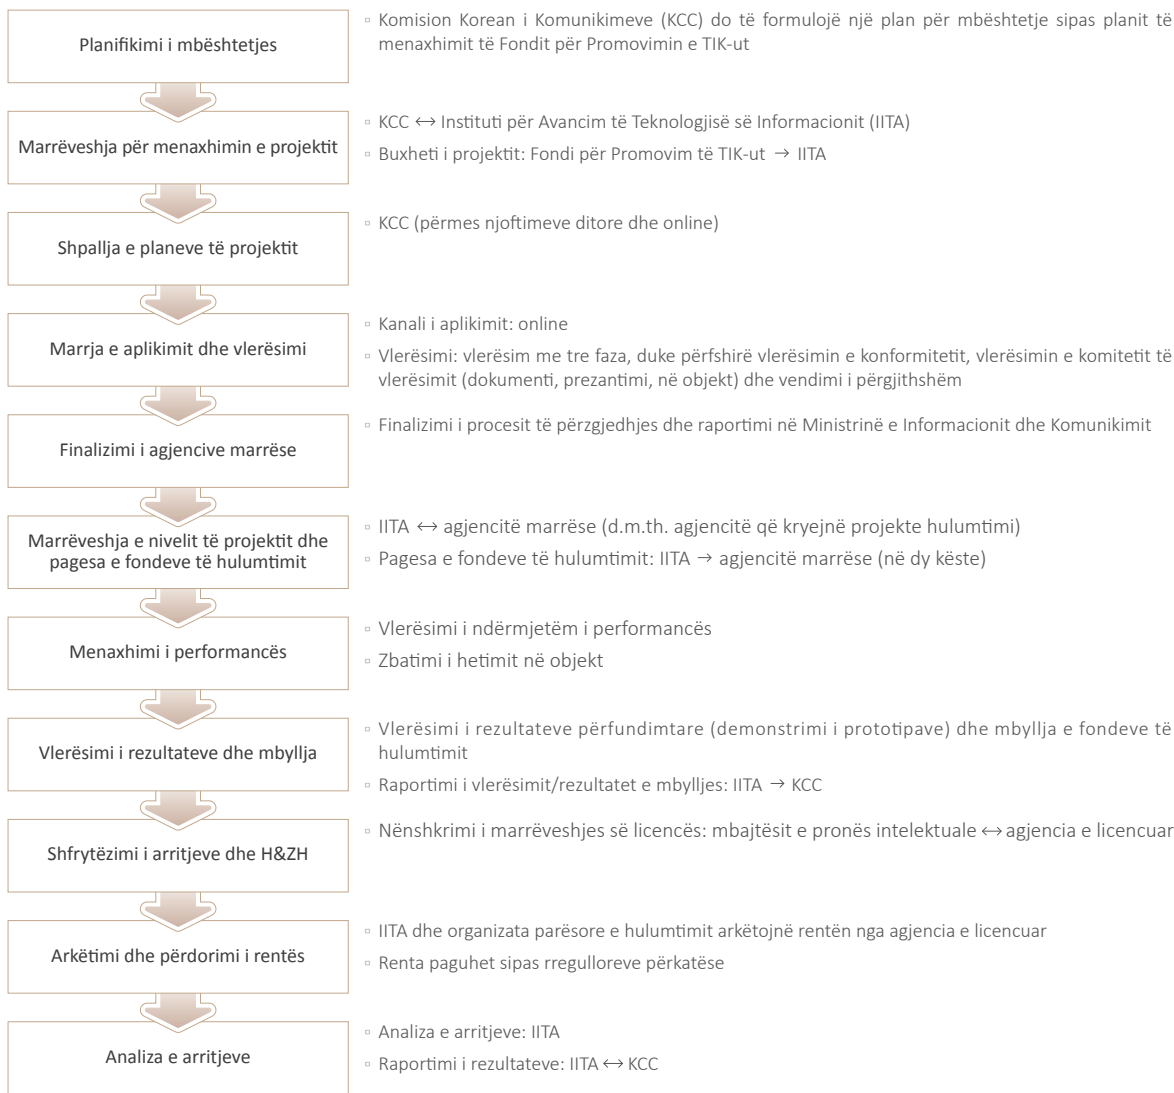 Planifikimi i mbështetjes
▫ Komision Korean i Komunikimeve (KCC) do të formulojë një plan për mbështetje sipas planit të
menaxhimit të Fondit për Promovimin e TIK-ut
Marrëveshja për menaxhimin e projektit
▫ KCC ↔ Instituti për Avancim të Teknologjisë së Informacionit (IITA)
▫ Buxheti i projektit: Fondi për Promovim të TIK-ut → IITA
Shpallja e planeve të projektit
▫ KCC (përmes njoftimeve ditore dhe online)
Marrja e aplikimit dhe vlerësimi
▫ Kanali i aplikimit: online
▫ Vlerësimi: vlerësim me tre faza, duke përfshirë vlerësimin e konformitetit, vlerësimin e komitetit të
vlerësimit (dokumenti, prezantimi, në objekt) dhe vendimi i përgjithshëm
Finalizimi i agjencive marrëse
▫ Finalizimi i procesit të përzgjedhjes dhe raportimi në Ministrinë e Informacionit dhe Komunikimit
Marrëveshja e nivelit të projektit dhe
pagesa e fondeve të hulumtimit
▫ IITA ↔ agjencitë marrëse (d.m.th. agjencitë që kryejnë projekte hulumtimi)
▫ Pagesa e fondeve të hulumtimit: IITA → agjencitë marrëse (në dy këste)
Menaxhimi i performancës
▫ Vlerësimi i ndërmjetëm i performancës
▫ Zbatimi i hetimit në objekt
Vlerësimi i rezultateve dhe mbyllja
▫ Vlerësimi i rezultateve përfundimtare (demonstrimi i prototipave) dhe mbyllja e fondeve të
hulumtimit
▫ Raportimi i vlerësimit/rezultatet e mbylljes: IITA → KCC
Shfrytëzimi i arritjeve dhe H&ZH
▫ Nënshkrimi i marrëveshjes së licencës: mbajtësit e pronës intelektuale ↔ agjencia e licencuar
Arkëtimi dhe përdorimi i rentës
▫ IITA dhe organizata parësore e hulumtimit arkëtojnë rentën nga agjencia e licencuar
▫ Renta paguhet sipas rregulloreve përkatëse
Analiza e arritjeve
▫ Analiza e arritjeve: IITA
▫ Raportimi i rezultateve: IITA ↔ KCC